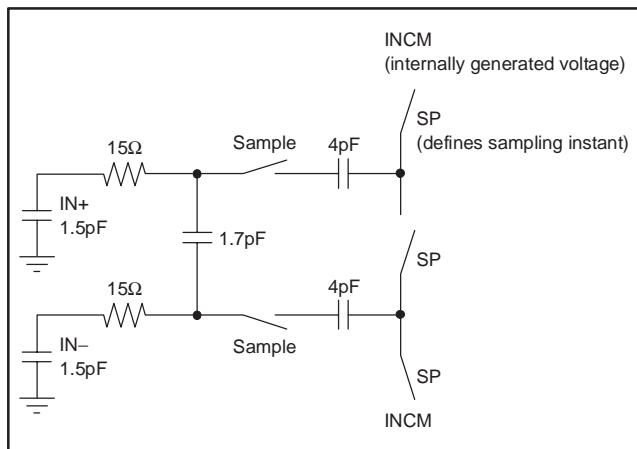 INCM
(internally generated voltage)
SP
(defines sampling instant)
15Ω
Sample
4pF
IN+
1.5pF
1.7pF
15Ω
4pF
SP
Sample
IN–
1.5pF
SP
INCM